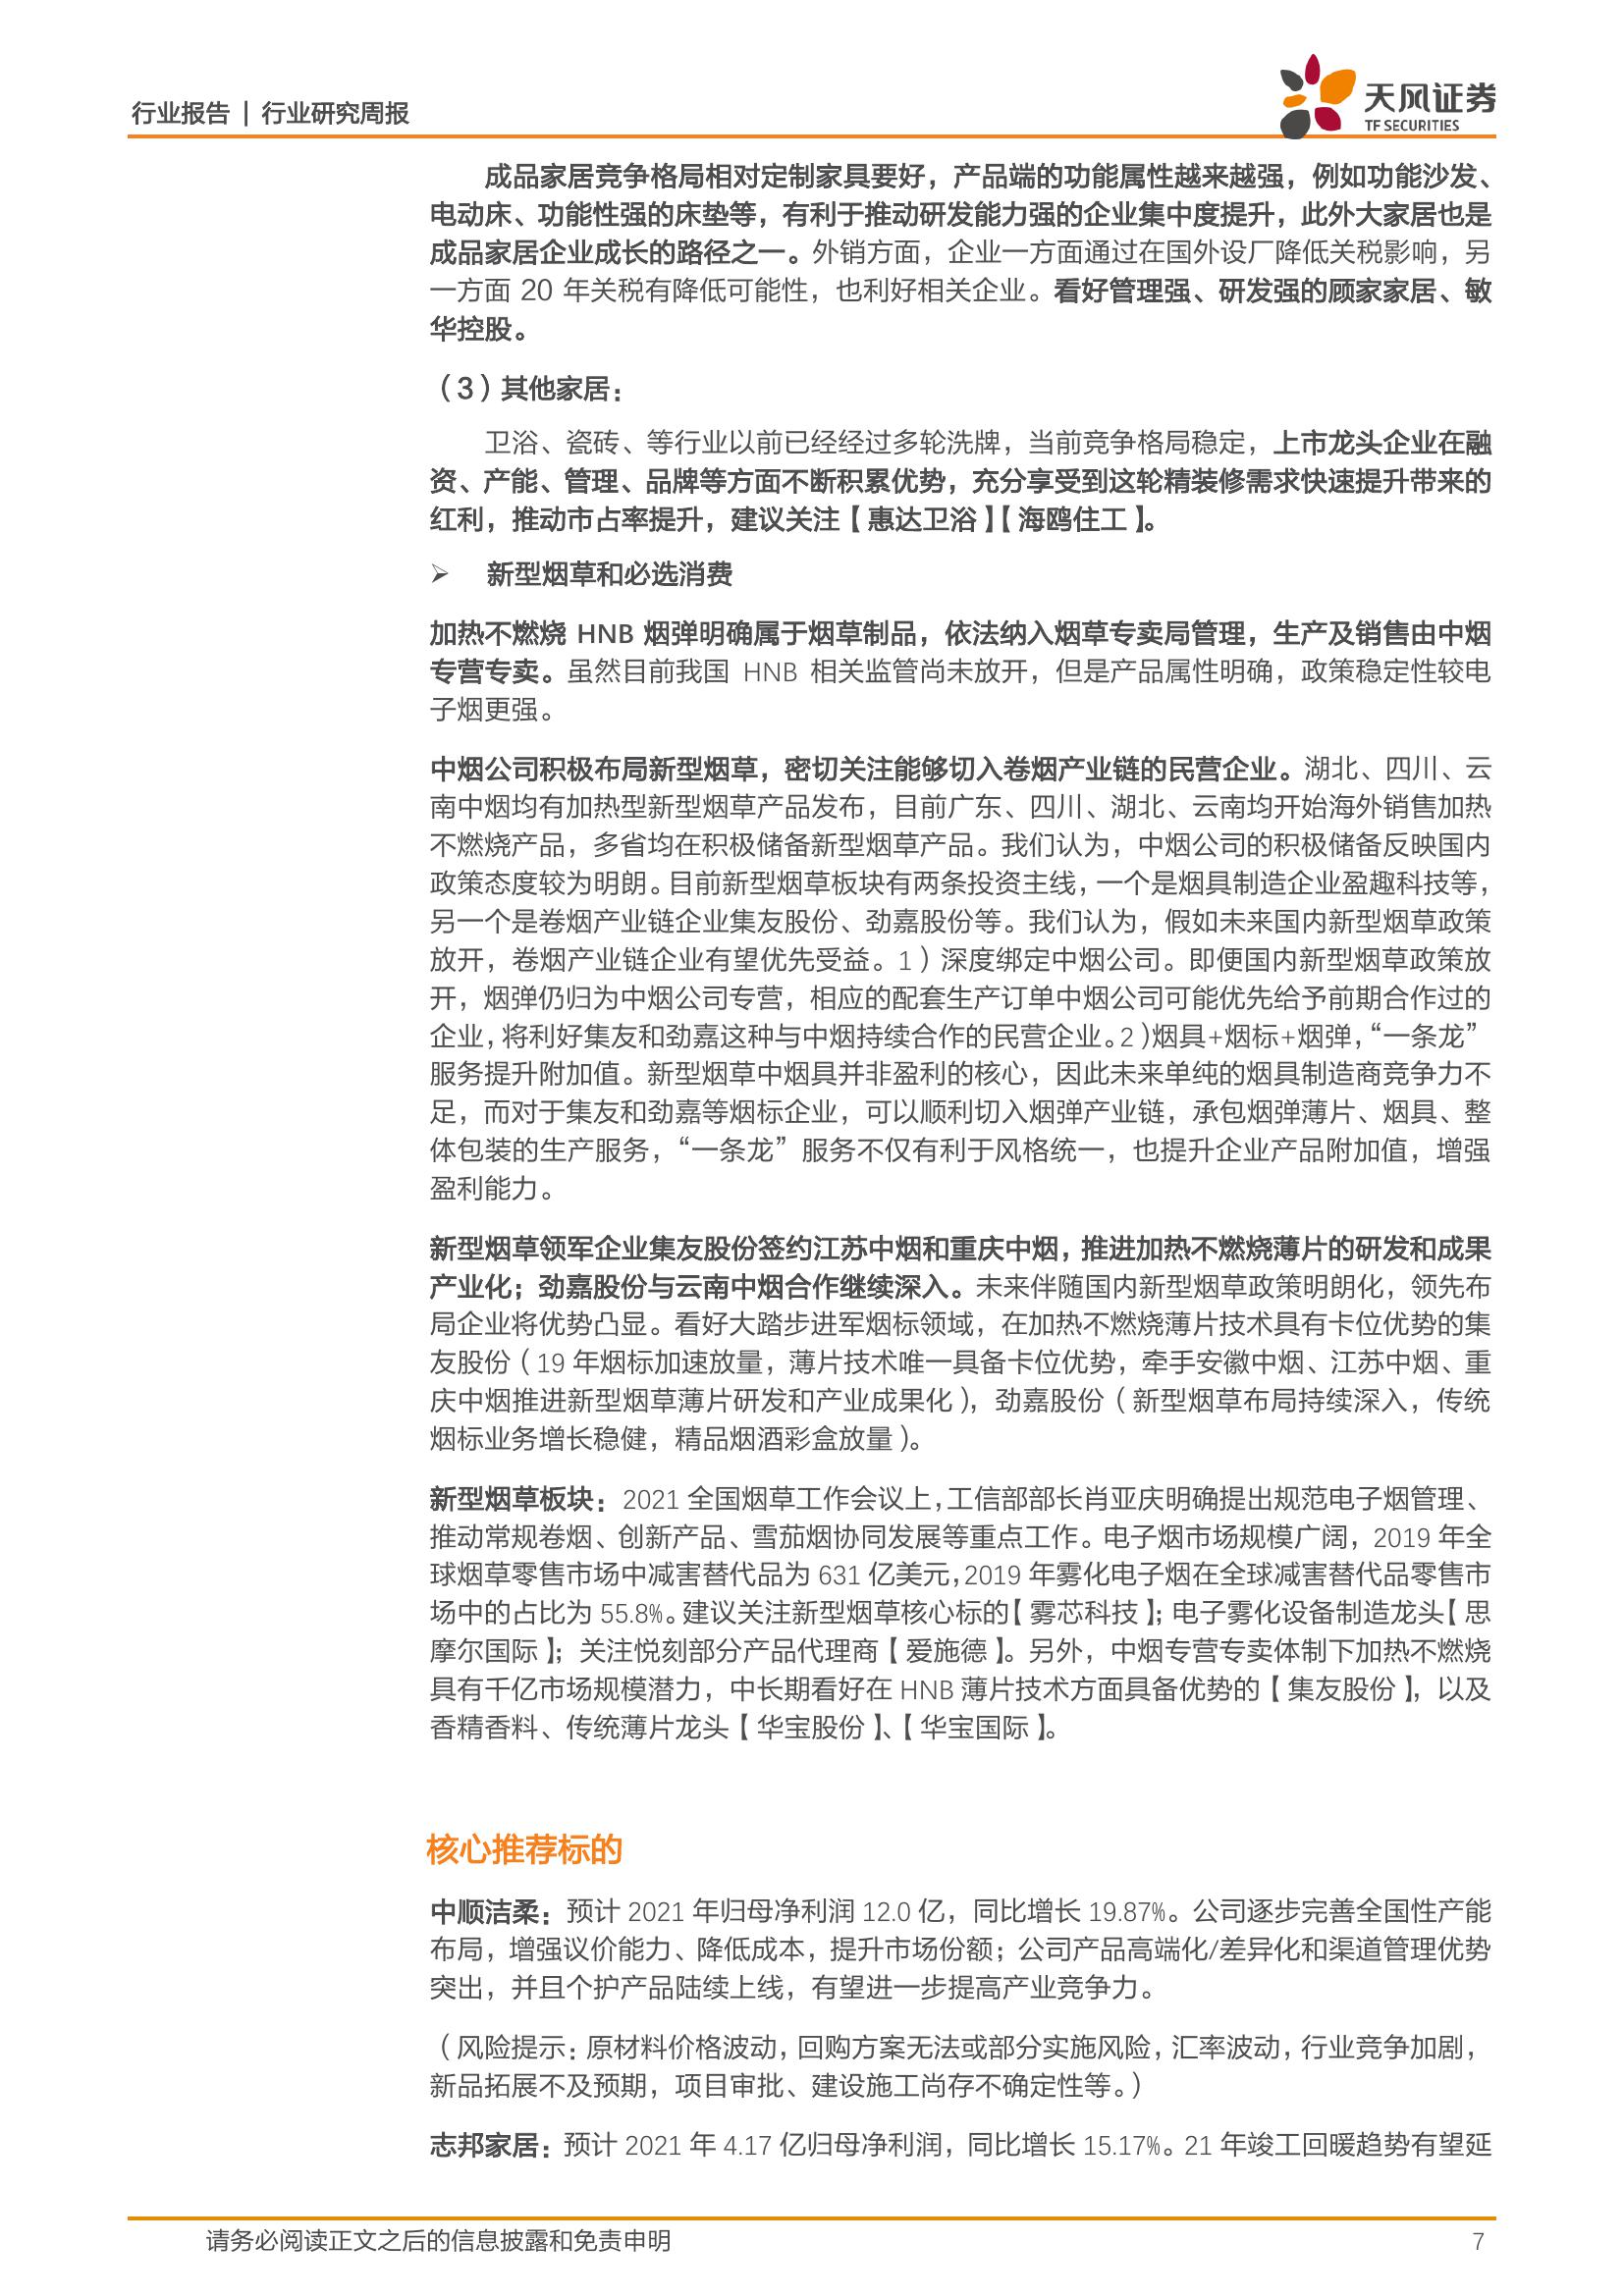 行业报告 | 行业研究周报
天风证券
TF SECURITIES
成品家居竞争格局相对定制家具要好，产品端的功能属性越来越强，例如功能沙发、
电动床、功能性强的床垫等，有利于推动研发能力强的企业集中度提升，此外大家居也是
成品家居企业成长的路径之一。外销方面，企业一方面通过在国外设厂降低关税影响，另
一方面 20 年关税有降低可能性，也利好相关企业。看好管理强、研发强的顾家家居、敏
华控股。
（3）其他家居：
卫浴、瓷砖、等行业以前已经经过多轮洗牌，当前竞争格局稳定，上市龙头企业在融
资、产能、管理、品牌等方面不断积累优势，充分享受到这轮精装修需求快速提升带来的
红利，推动市占率提升，建议关注【惠达卫浴】【海鸥住工】。
➢ 新型烟草和必选消费
加热不燃烧 HNB 烟弹明确属于烟草制品，依法纳入烟草专卖局管理，生产及销售由中烟
专营专卖。虽然目前我国 HNB 相关监管尚未放开，但是产品属性明确，政策稳定性较电
子烟更强。
中烟公司积极布局新型烟草，密切关注能够切入卷烟产业链的民营企业。湖北、四川、云
南中烟均有加热型新型烟草产品发布，目前广东、四川、湖北、云南均开始海外销售加热
不燃烧产品，多省均在积极储备新型烟草产品。我们认为，中烟公司的积极储备反映国内
政策态度较为明朗。目前新型烟草板块有两条投资主线，一个是烟具制造企业盈趣科技等，
另一个是卷烟产业链企业集友股份、劲嘉股份等。我们认为，假如未来国内新型烟草政策
放开，卷烟产业链企业有望优先受益。1）深度绑定中烟公司。即便国内新型烟草政策放
开，烟弹仍归为中烟公司专营，相应的配套生产订单中烟公司可能优先给予前期合作过的
企业，将利好集友和劲嘉这种与中烟持续合作的民营企业。2）烟具+烟标+烟弹，“一条龙”
服务提升附加值。新型烟草中烟具并非盈利的核心，因此未来单纯的烟具制造商竞争力不
足，而对于集友和劲嘉等烟标企业，可以顺利切入烟弹产业链，承包烟弹薄片、烟具、整
体包装的生产服务，“一条龙”服务不仅有利于风格统一，也提升企业产品附加值，增强
盈利能力。
新型烟草领军企业集友股份签约江苏中烟和重庆中烟，推进加热不燃烧薄片的研发和成果
产业化；劲嘉股份与云南中烟合作继续深入。未来伴随国内新型烟草政策明朗化，领先布
局企业将优势凸显。看好大踏步进军烟标领域，在加热不燃烧薄片技术具有卡位优势的集
友股份（19 年烟标加速放量，薄片技术唯一具备卡位优势，牵手安徽中烟、江苏中烟、重
庆中烟推进新型烟草薄片研发和产业成果化），劲嘉股份（新型烟草布局持续深入，传统
烟标业务增长稳健，精品烟酒彩盒放量）。
新型烟草板块：2021 全国烟草工作会议上，工信部部长肖亚庆明确提出规范电子烟管理、
推动常规卷烟、创新产品、雪茄烟协同发展等重点工作。电子烟市场规模广阔，2019 年全
球烟草零售市场中减害替代品为 631 亿美元，2019 年雾化电子烟在全球减害替代品零售市
场中的占比为 55.8%。建议关注新型烟草核心标的【雾芯科技】；电子雾化设备制造龙头【思
摩尔国际】；关注悦刻部分产品代理商【爱施德】。另外，中烟专营专卖体制下加热不燃烧
具有千亿市场规模潜力，中长期看好在 HNB 薄片技术方面具备优势的【集友股份】，以及
香精香料、传统薄片龙头【华宝股份】、【华宝国际】。
核心推荐标的
中顺洁柔：预计 2021 年归母净利润 12.0 亿，同比增长 19.87%。公司逐步完善全国性产能
布局，增强议价能力、降低成本，提升市场份额；公司产品高端化/差异化和渠道管理优势
突出，并且个护产品陆续上线，有望进一步提高产业竞争力。
（风险提示：原材料价格波动，回购方案无法或部分实施风险，汇率波动，行业竞争加剧，
新品拓展不及预期，项目审批、建设施工尚存不确定性等。）
志邦家居：预计 2021 年 4.17 亿归母净利润，同比增长 15.17%。21 年竣工回暖趋势有望延
请务必阅读正文之后的信息披露和免责申明
7